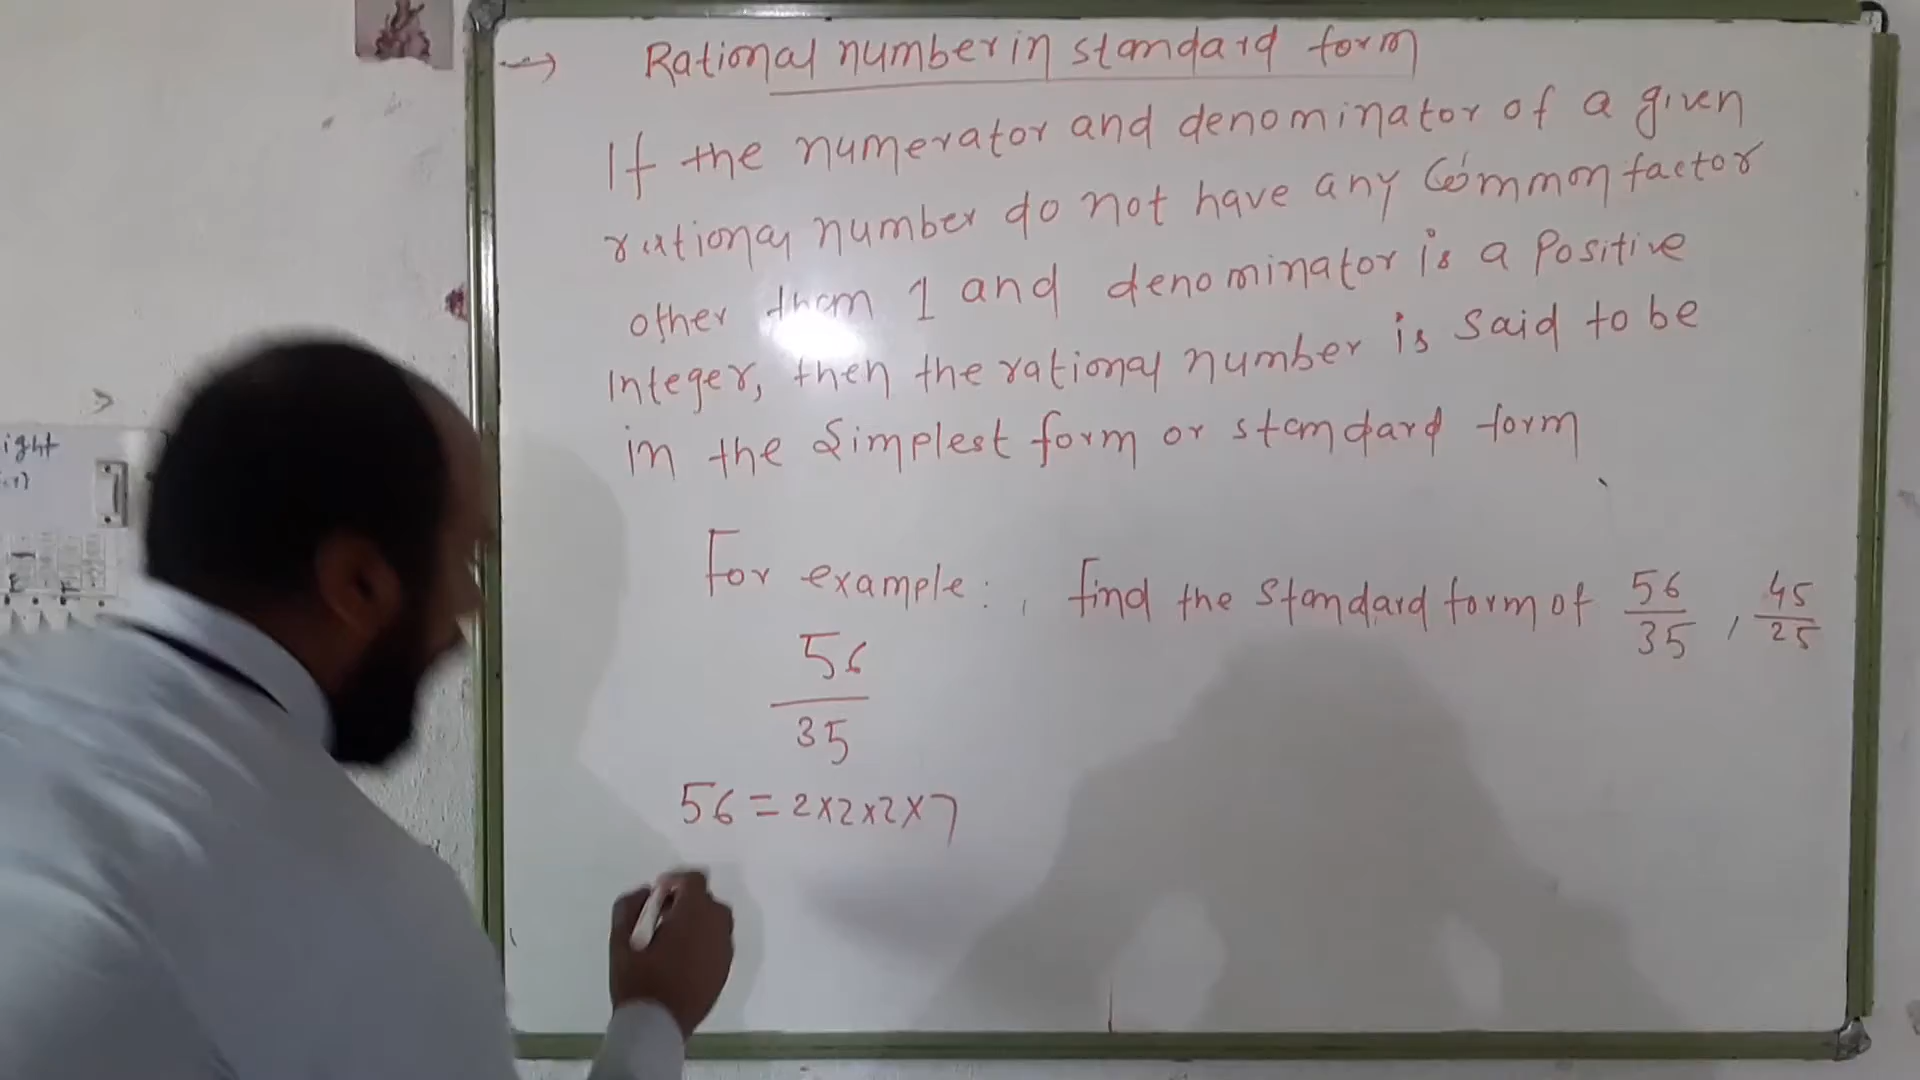 → Rational number in standard form
If the numerator and denominator of a given
rational number do not have any common factor
other than 1 and denominator is a positive
integer, then the rational number is said to be
in the simplest form or standard form
For example:, find the standard form of 56/35, 45/25
56
35
56=2×2×2×7
ight